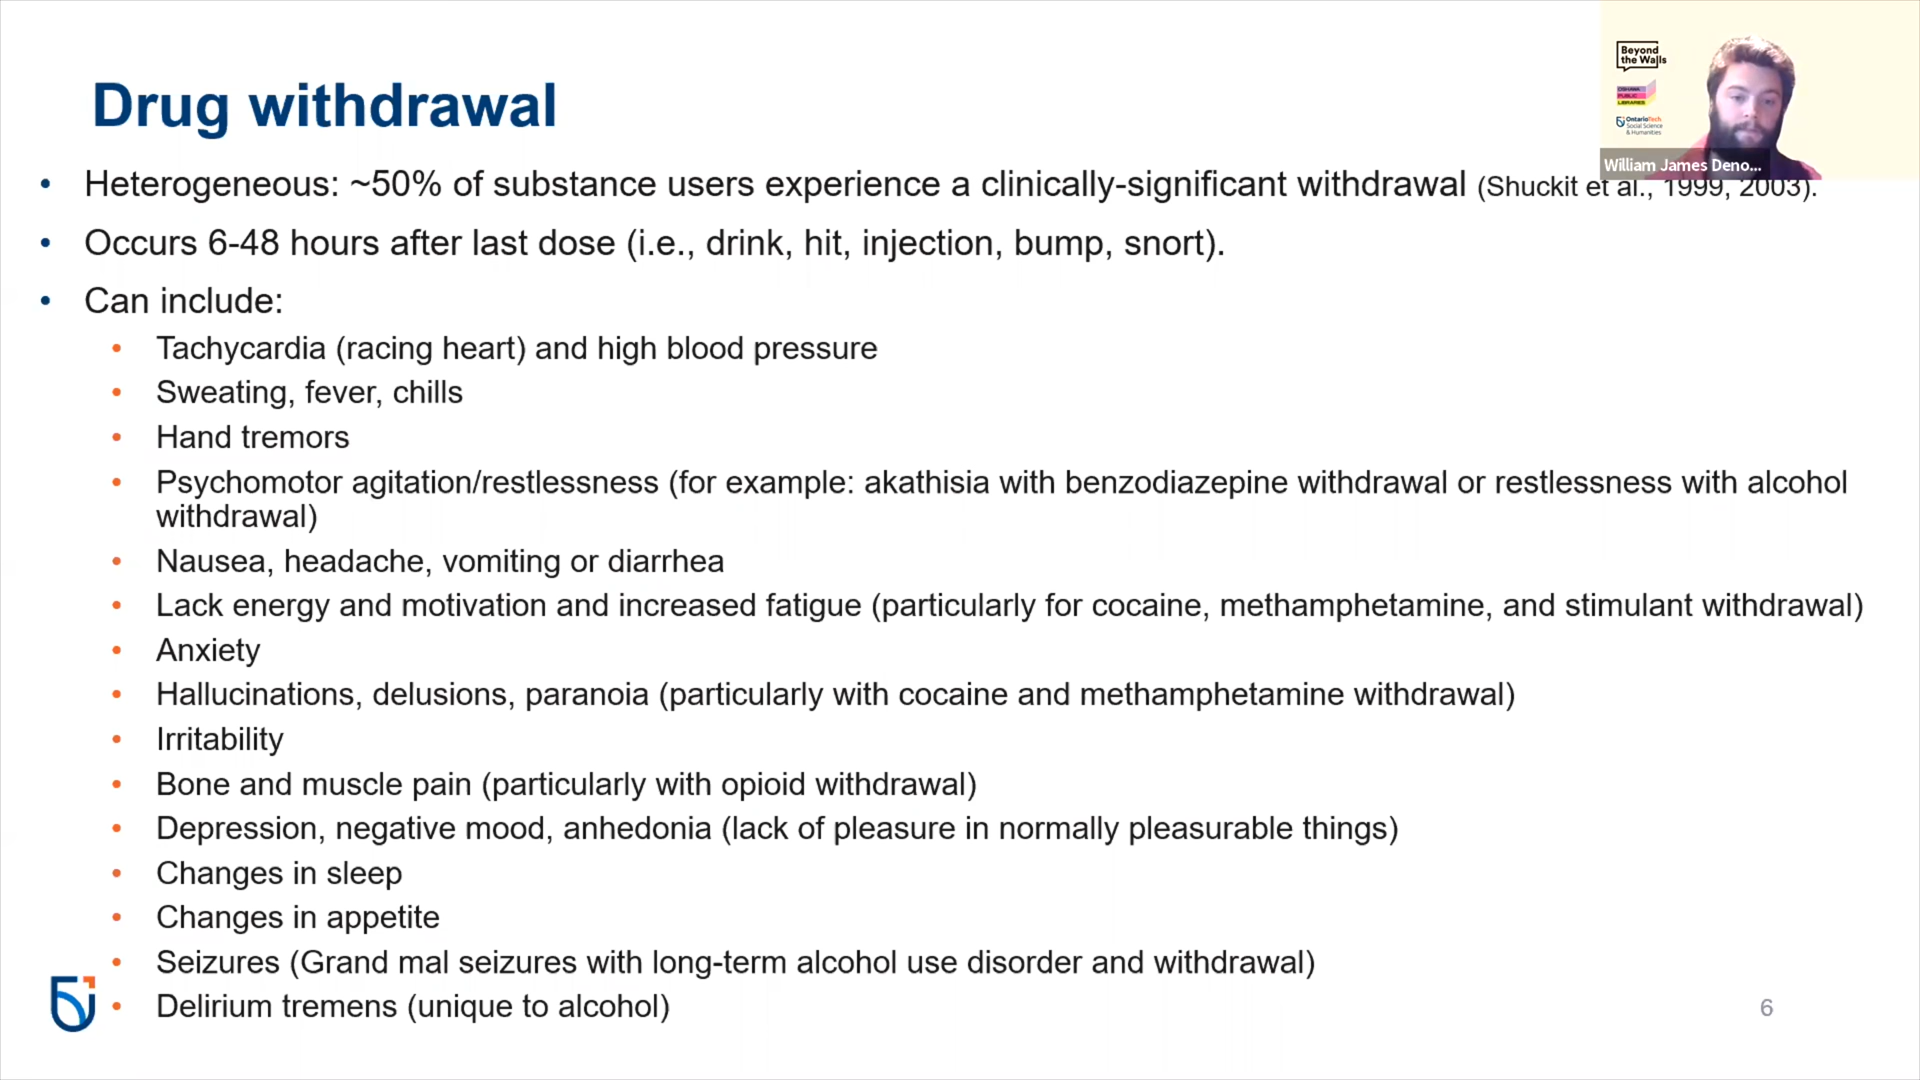 Drug withdrawal
Beyond
the Walls
OSHAWA
PUBLIC
LIBRARIES
OntarioTech
Social Science
& Humanities
William James Deno...
• Heterogeneous: ~50% of substance users experience a clinically-significant withdrawal (Shuckit et al., 1999, 2003).
• Occurs 6-48 hours after last dose (i.e., drink, hit, injection, bump, snort).
• Can include:
• Tachycardia (racing heart) and high blood pressure
• Sweating, fever, chills
• Hand tremors
• Psychomotor agitation/restlessness (for example: akathisia with benzodiazepine withdrawal or restlessness with alcohol
withdrawal)
• Nausea, headache, vomiting or diarrhea
• Lack energy and motivation and increased fatigue (particularly for cocaine, methamphetamine, and stimulant withdrawal)
• Anxiety
• Hallucinations, delusions, paranoia (particularly with cocaine and methamphetamine withdrawal)
• Irritability
• Bone and muscle pain (particularly with opioid withdrawal)
• Depression, negative mood, anhedonia (lack of pleasure in normally pleasurable things)
• Changes in sleep
• Changes in appetite
• Seizures (Grand mal seizures with long-term alcohol use disorder and withdrawal)
• Delirium tremens (unique to alcohol)
6